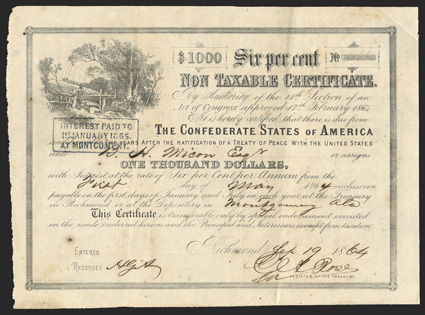 $1000 Six per cent No
NON TAXABLE CERTIFICATE.
By Authority of the 14th Section of an
Act of Congress approved 17th February 1864
It is hereby certified that there is due from
THE CONFEDERATE STATES OF AMERICA
INTEREST PAID TO
1st JANUARY 1865.
AT MONTGOMERY
YEARS AFTER THE RATIFICATION OF A TREATY OF PEACE WITH THE UNITED STATES
unto B. H. Micou Esqr or assigns
ONE THOUSAND DOLLARS,
with Interest at the rate of Six per Cent per Annum from the
First day of May 1864 inclusive
payable on the first days of January and July in each year at the Treasury
in Richmond or at the Depository in Montgomery Ala
This Certificate is transferable only by special endorsement executed
in the mode endorsed hereon and the Principal and Interest are exempt from taxation.
Richmond Sep 19 1864
ENTERED
RECORDED
Rose
REGISTER OF THE TREASURY